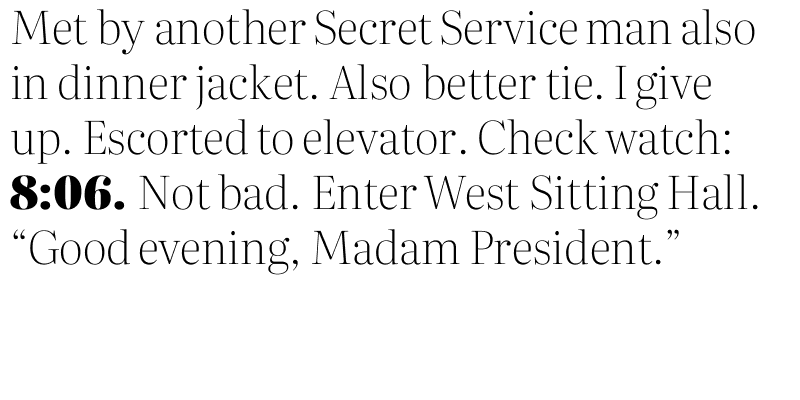 Met by another Secret Service man also
in dinner jacket. Also better tie. I give
up. Escorted to elevator. Check watch:
8:06. Not bad. Enter West Sitting Hall.
“Good evening, Madam President.”